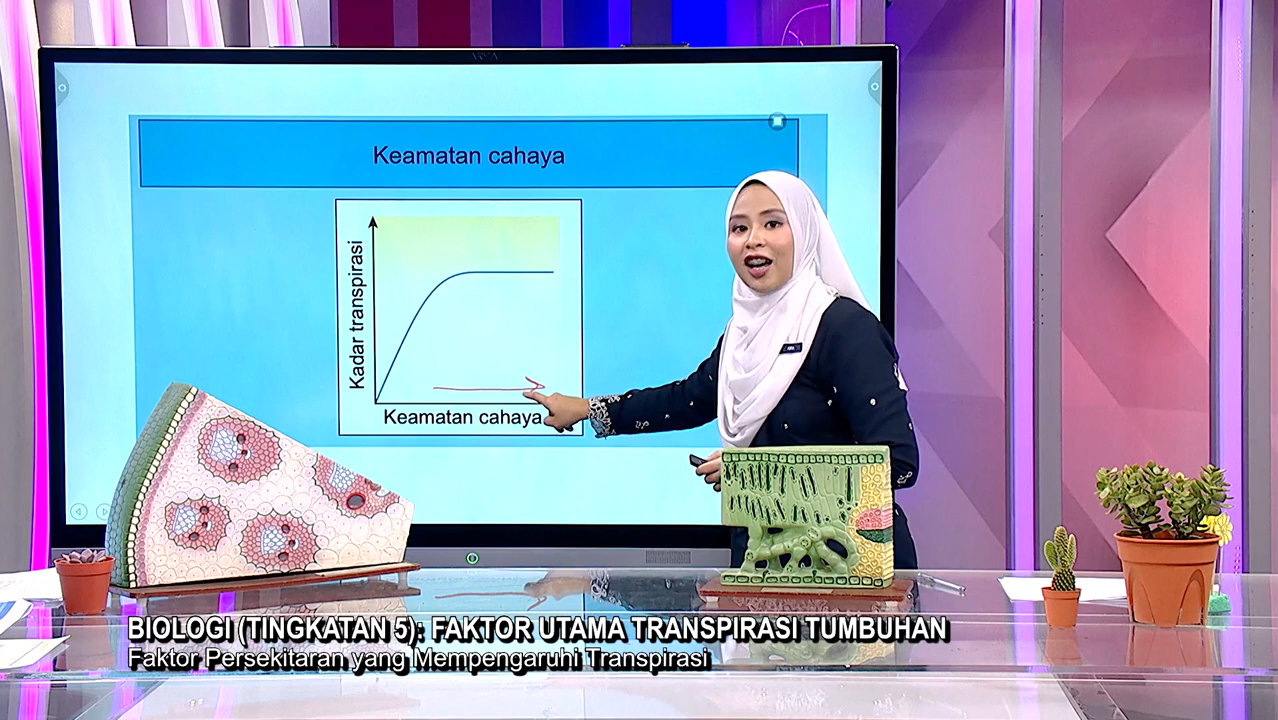 Keamatan cahaya
Kadar transpirasi
Keamatan cahaya
BIOLOGI (TINGKATAN 5): FAKTOR UTAMA TRANSPIRASI TUMBUHAN
Faktor Persekitaran yang Mempengaruhi Transpirasi